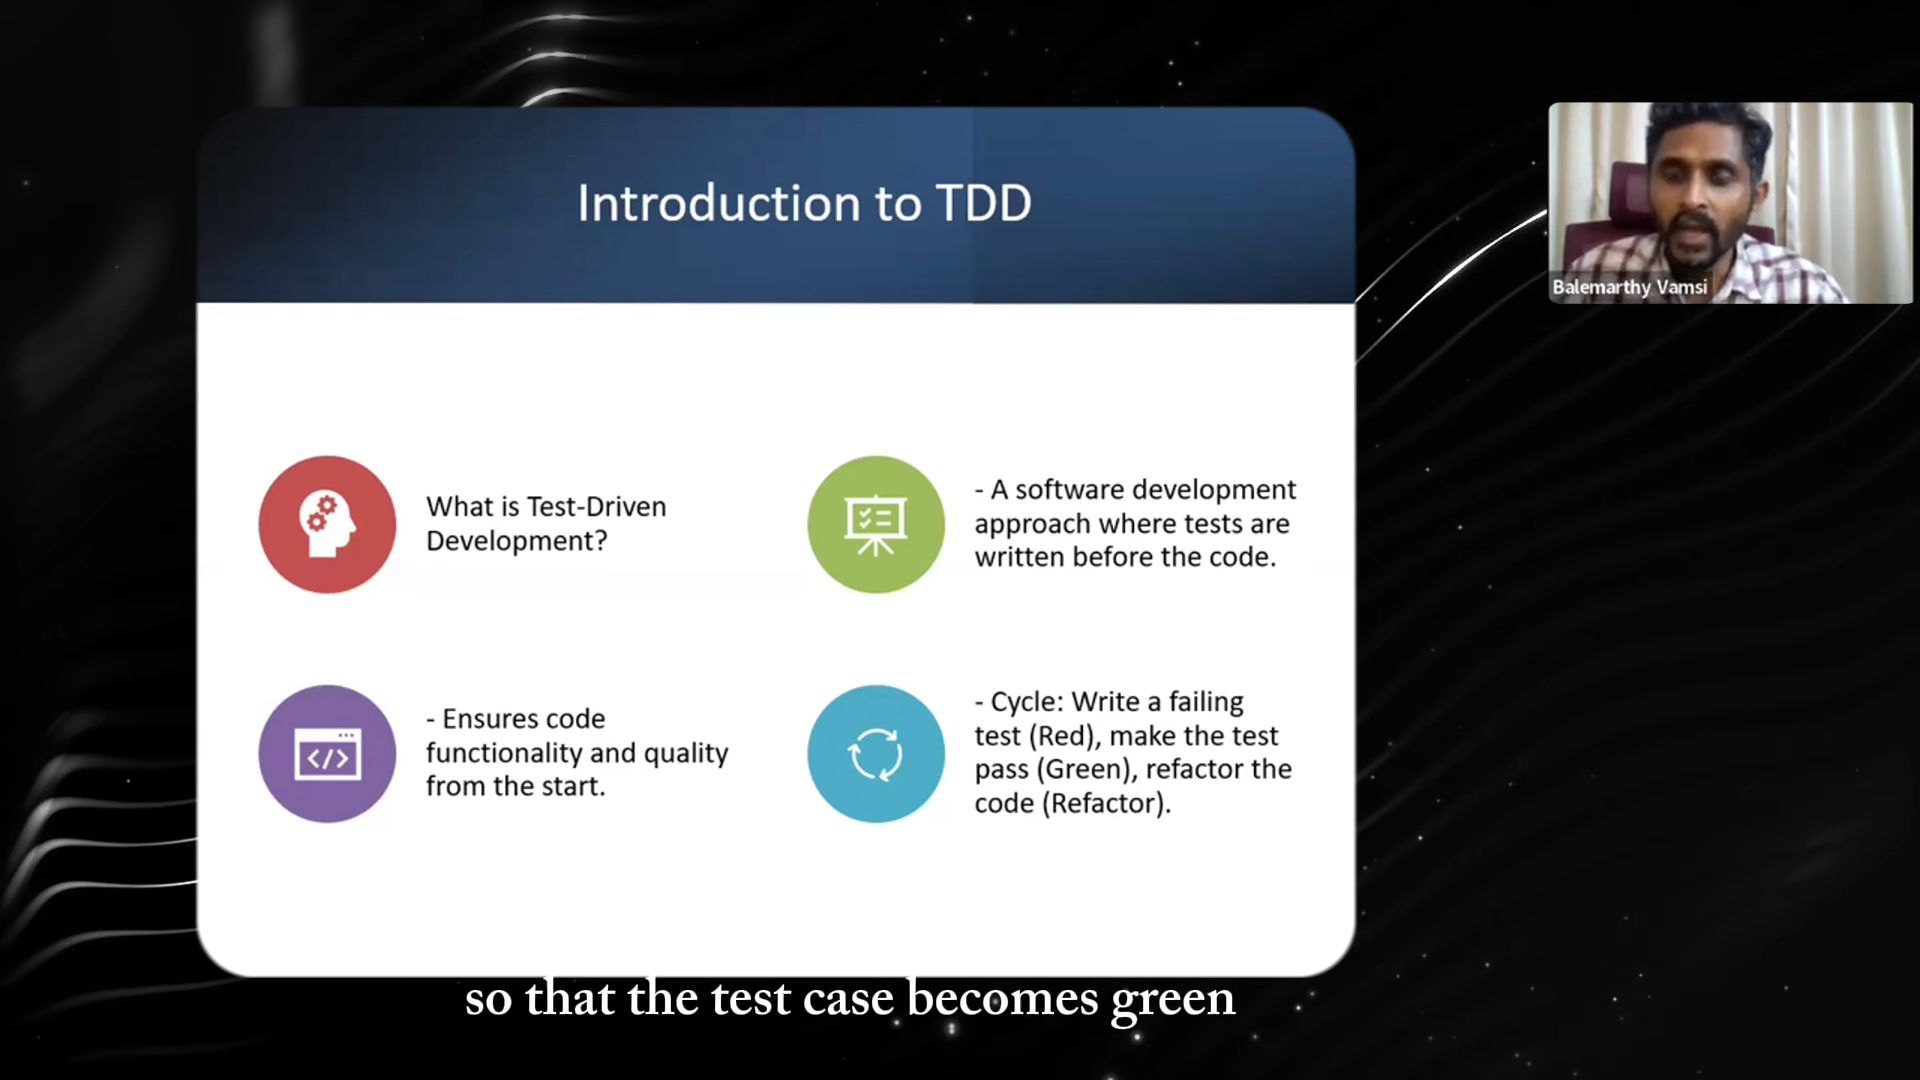 Introduction to TDD
What is Test-Driven
Development?
- A software development
approach where tests are
written before the code.
- Ensures code
functionality and quality
from the start.
- Cycle: Write a failing
test (Red), make the test
pass (Green), refactor the
code (Refactor).
Balemarthy Vamsi
so that the test case becomes green